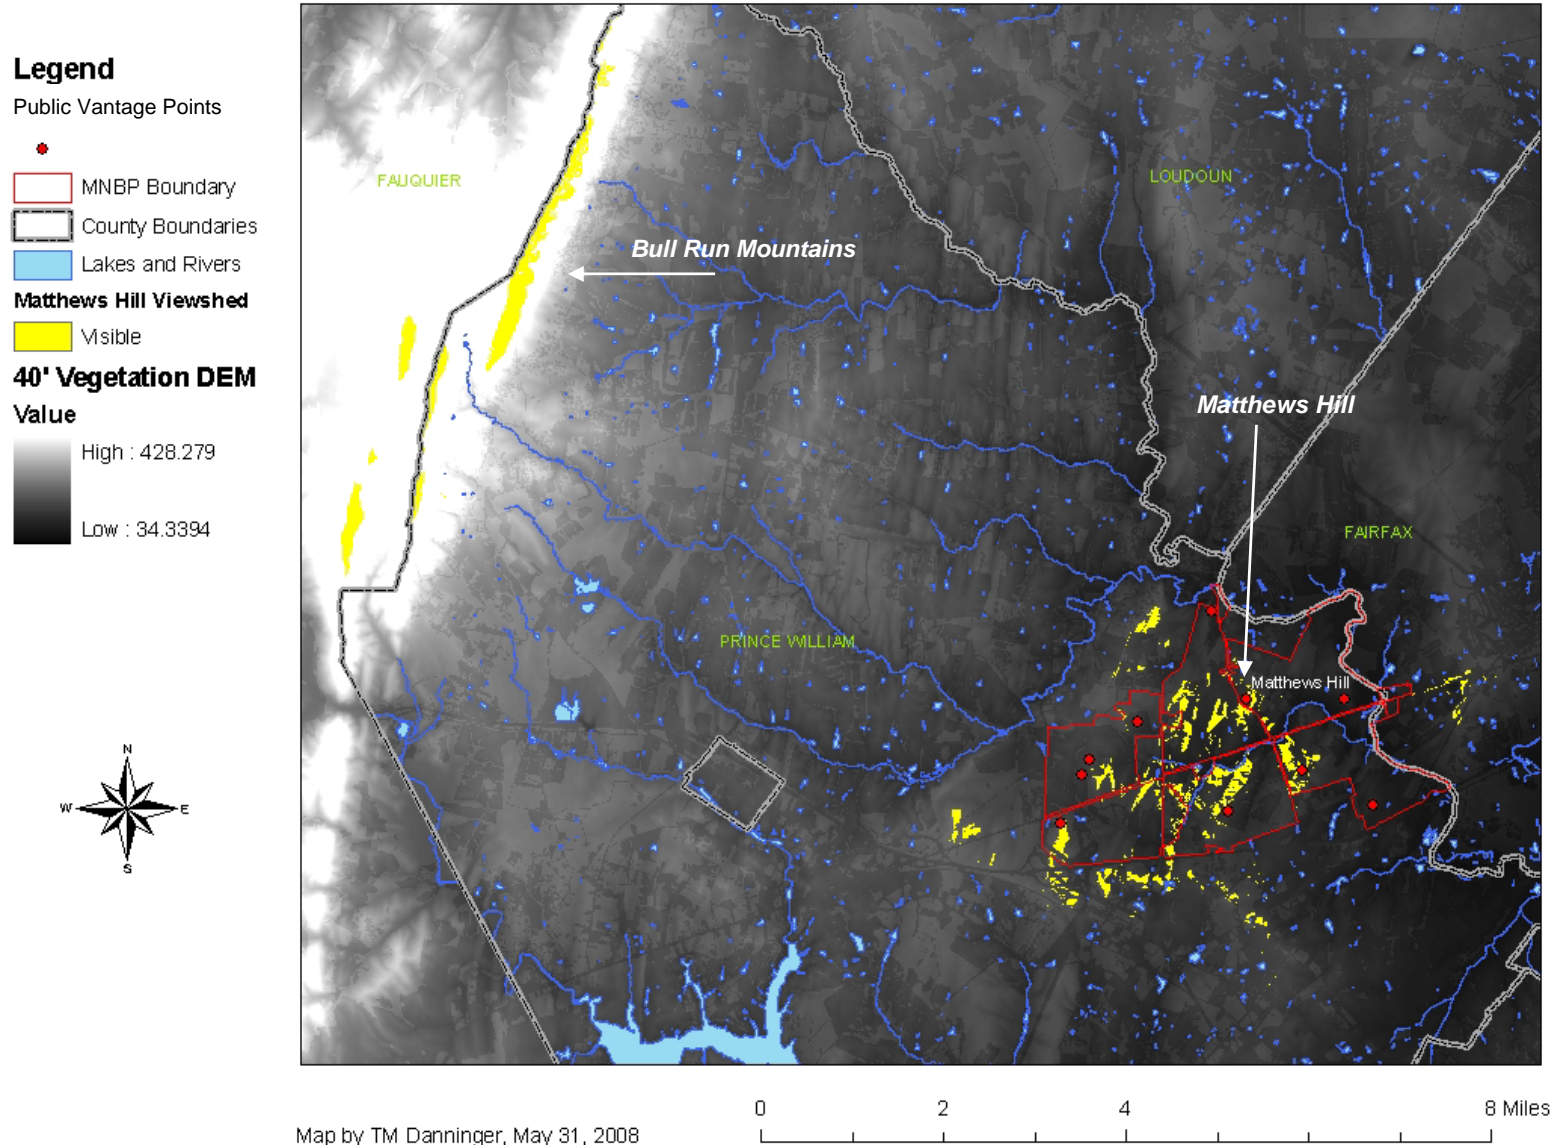 Legend
Public Vantage Points
MNBP Boundary
County Boundaries
Lakes and Rivers
Matthews Hill Viewshed
Visible
40' Vegetation DEM
Value
High : 428.279
Low : 34.3394
N
W
E
S
FAUQUIER
LOUDOUN
Bull Run Mountains
Matthews Hill
FAIRFAX
PRINCE WILLIAM
Matthews Hill
0
2
4
8 Miles
Map by TM Danninger, May 31, 2008